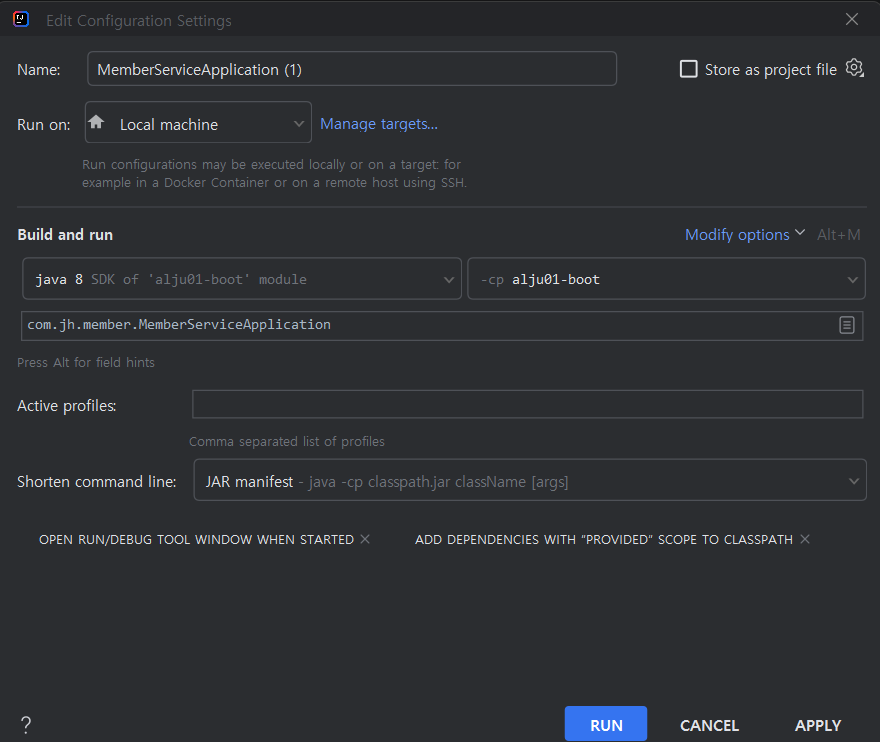 Edit Configuration Settings
Name: MemberServiceApplication (1) Store as project file
Run on: Local machine Manage targets...
Run configurations may be executed locally or on a target: for
example in a Docker Container or on a remote host using SSH.
Build and run Modify options Alt+M
java 8 SDK of 'alju01-boot' module -cp alju01-boot
com.jh.member.MemberServiceApplication
Press Alt for field hints
Active profiles:
Comma separated list of profiles
Shorten command line: JAR manifest - java -cp classpath.jar className [args]
OPEN RUN/DEBUG TOOL WINDOW WHEN STARTED × ADD DEPENDENCIES WITH "PROVIDED" SCOPE TO CLASSPATH ×
? RUN CANCEL APPLY